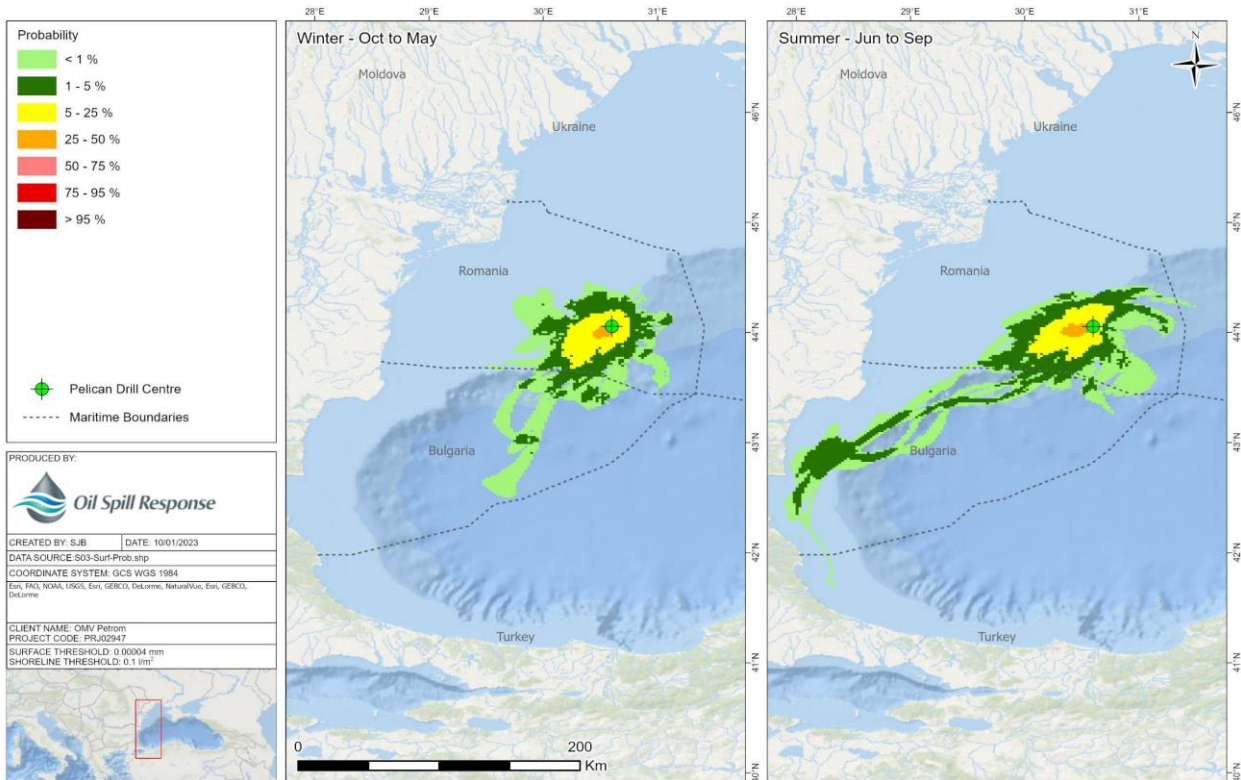 Probability
< 1 %
1 - 5 %
5 - 25 %
25 - 50 %
50 - 75 %
75 - 95 %
> 95 %
Pelican Drill Centre
Maritime Boundaries
PRODUCED BY:
Oil Spill Response
CREATED BY: SJB
DATE: 10/01/2023
DATA SOURCE:S03-Surf-Prob.shp
COORDINATE SYSTEM: GCS WGS 1984
Esri, FAO, NOAA, USGS, Esri, GEBCO, DeLorme, NaturalVue, Esri, GEBCO,
DeLorme
CLIENT NAME: OMV Petrom
PROJECT CODE: PRJ02947
SURFACE THRESHOLD: 0.00004 mm
SHORELINE THRESHOLD: 0.1 l/m²
28°E
29°E
30°E
31°E
Winter - Oct to May
Moldova
Ukraine
Romania
Bulgaria
Turkey
46°N
45°N
44°N
43°N
42°N
41°N
40°N
0
200
Km
28°E
29°E
30°E
31°E
Summer - Jun to Sep
N
Moldova
Ukraine
Romania
Bulgaria
Turkey
46°N
45°N
44°N
43°N
42°N
41°N
40°N